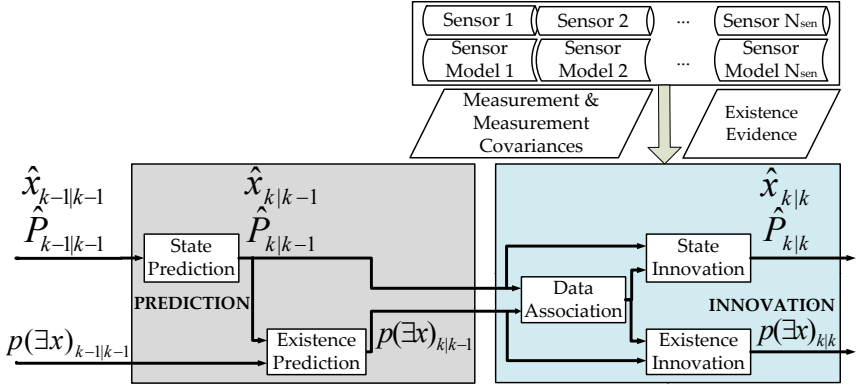 Sensor 1 Sensor 2 ... Sensor Nsen
Sensor Model 1 Sensor Model 2 ... Sensor Model Nsen
Measurement &
Measurement
Covariances
Existence
Evidence
x̂k-1|k-1
P̂k-1|k-1
x̂k|k-1
P̂k|k-1
x̂k|k
P̂k|k
State
Prediction
State
Innovation
Data
Association
PREDICTION
INNOVATION
p(∃x)k-1|k-1
Existence
Prediction
p(∃x)k|k-1
Existence
Innovation
p(∃x)k|k